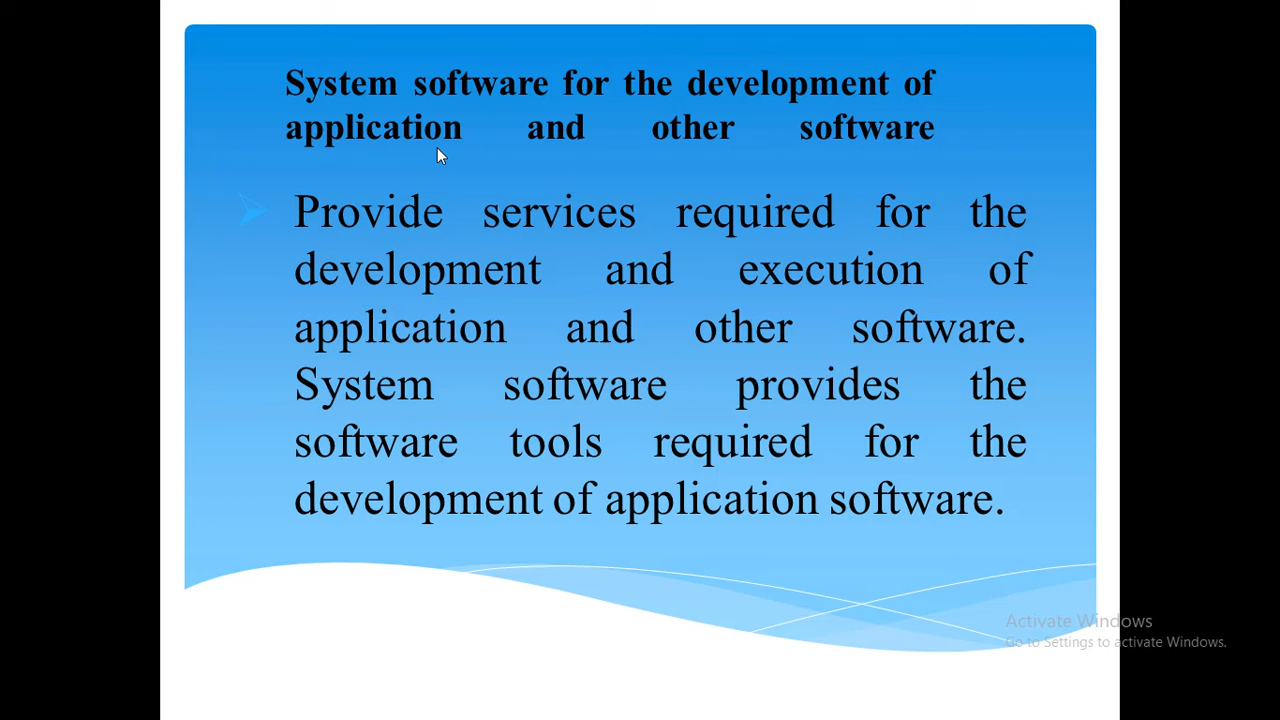 System software for the development of
application and other software
Provide services required for the
development and execution of
application and other software.
System software provides the
software tools required for the
development of application software.
Activate Windows
Go to Settings to activate Windows.